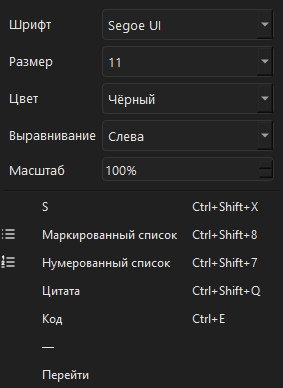 Шрифт Segoe UI
Размер 11
Цвет Чёрный
Выравнивание Слева
Масштаб 100%
S Ctrl+Shift+X
Маркированный список Ctrl+Shift+8
Нумерованный список Ctrl+Shift+7
Цитата Ctrl+Shift+Q
Код Ctrl+E
—
Перейти